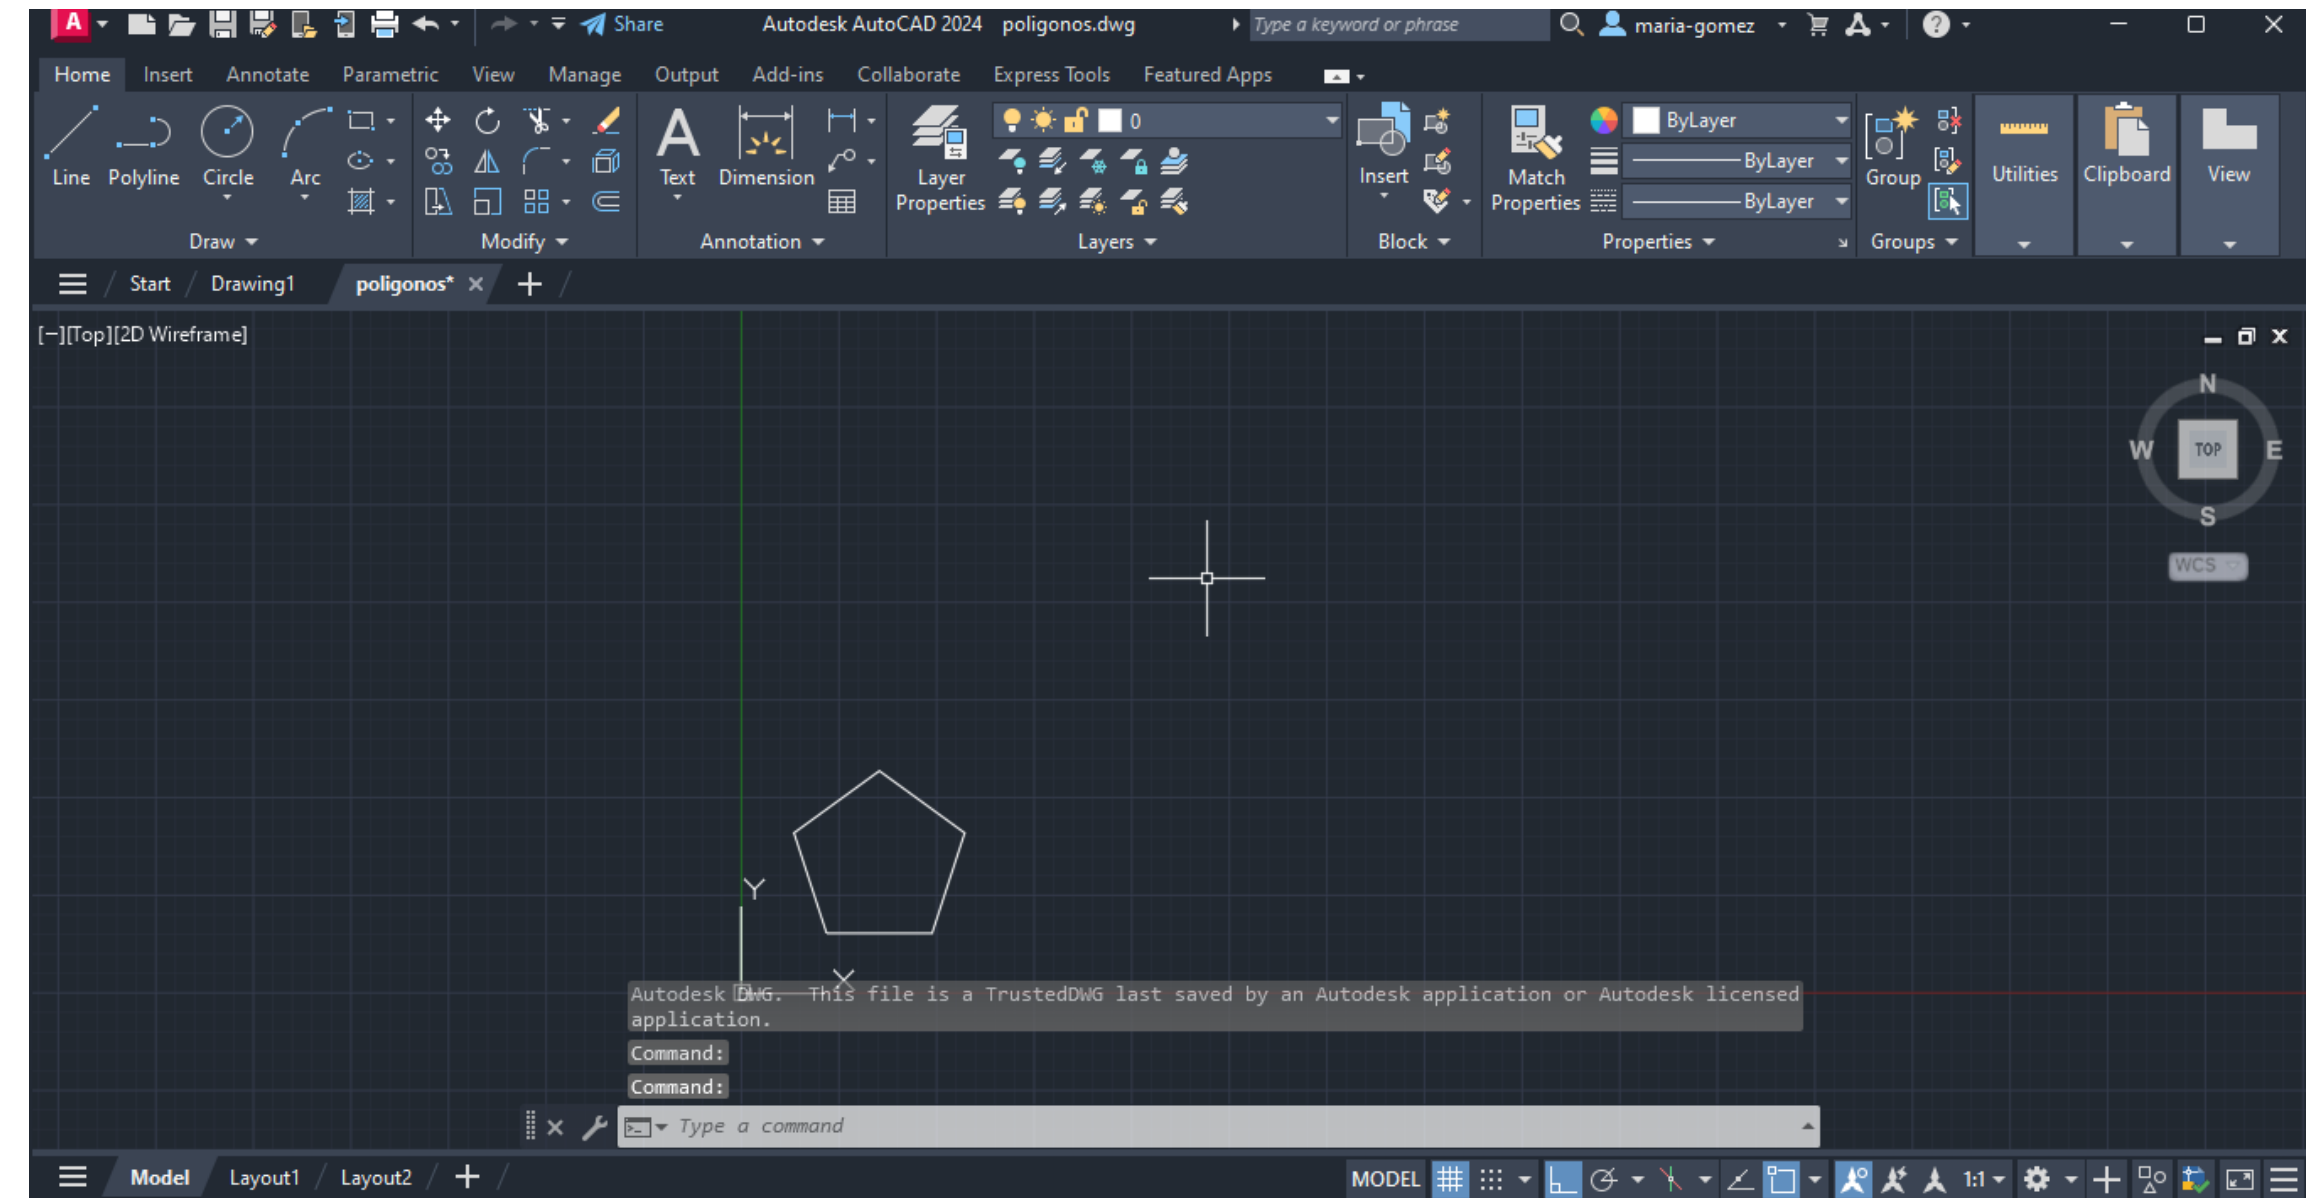 A Share Autodesk AutoCAD 2024 poligonos.dwg Type a keyword or phrase maria-gomez
Home Insert Annotate Parametric View Manage Output Add-ins Collaborate Express Tools Featured Apps
0 ByLayer
ByLayer
Line Polyline Circle Arc Text Dimension Layer Properties Insert Match Properties Group Utilities Clipboard View
ByLayer
Draw Modify Annotation Layers Block Properties Groups
Start Drawing1 poligonos*
[−][Top][2D Wireframe]
N
W TOP E
S
WCS
Y
X
Autodesk DWG. This file is a TrustedDWG last saved by an Autodesk application or Autodesk licensed
application.
Command:
Command:
Type a command
Model Layout1 Layout2 MODEL 1:1